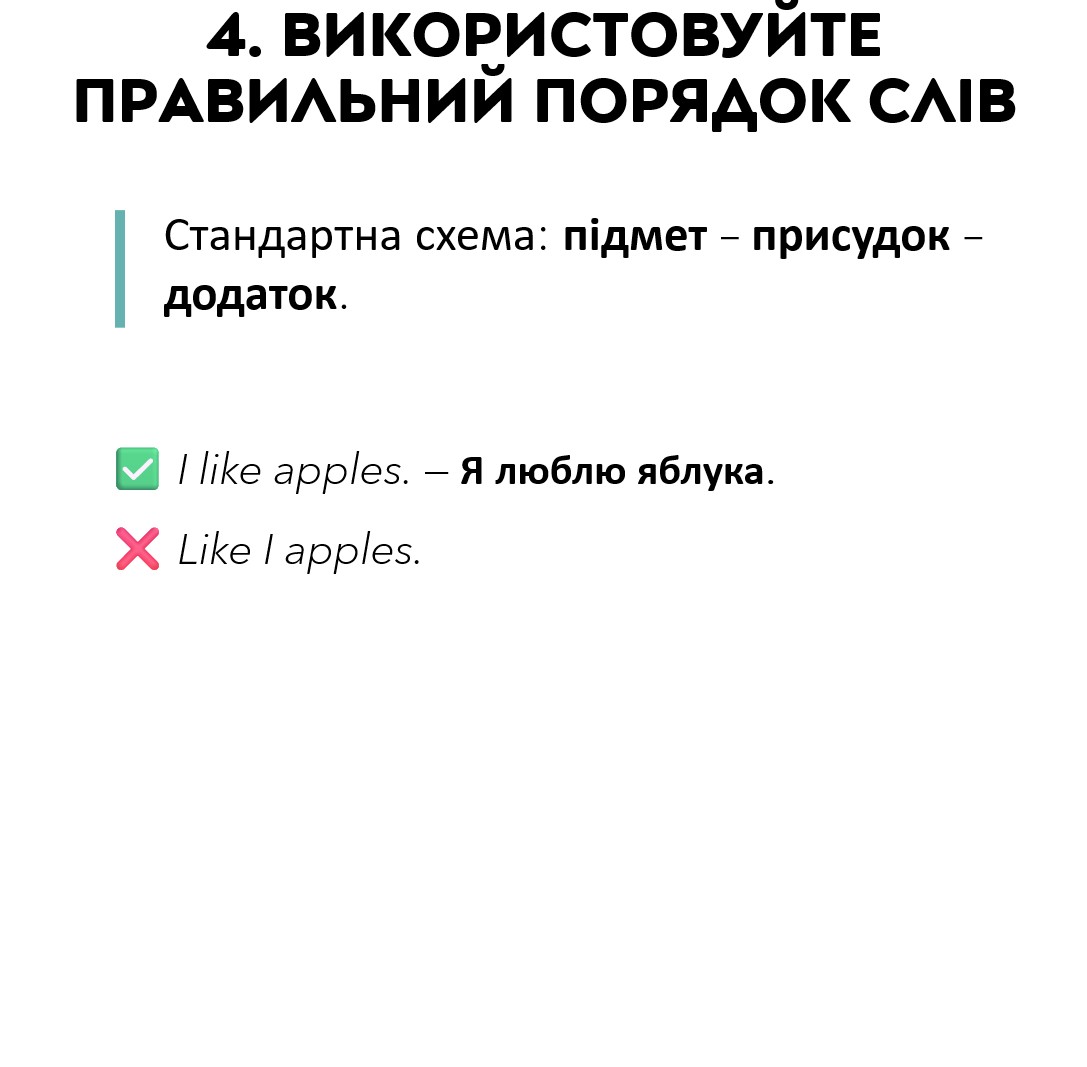 4. ВИКОРИСТОВУЙТЕ
ПРАВИЛЬНИЙ ПОРЯДОК СЛІВ
Стандартна схема: підмет – присудок –
додаток.
✅ I like apples. – Я люблю яблука.
❌ Like I apples.